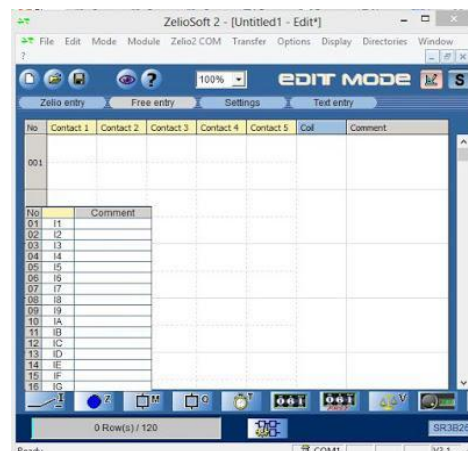 ZelioSoft 2 - [Untitled1 - Edit*]
File Edit Mode Module Zelio2 COM Transfer Options Display Directories Window
?
100% EDIT MODE S
Zelio entry Free entry Settings Text entry
No Contact 1 Contact 2 Contact 3 Contact 4 Contact 5 Coil Comment
001
No Comment
01 I1
02 I2
03 I3
04 I4
05 I5
06 I6
07 I7
08 I8
09 I9
10 IA
11 IB
12 IC
13 ID
14 IE
15 IF
16 IG
I Z M Q T V
0 Row(s) / 120 SR3B26
Ready COM1 V3.1